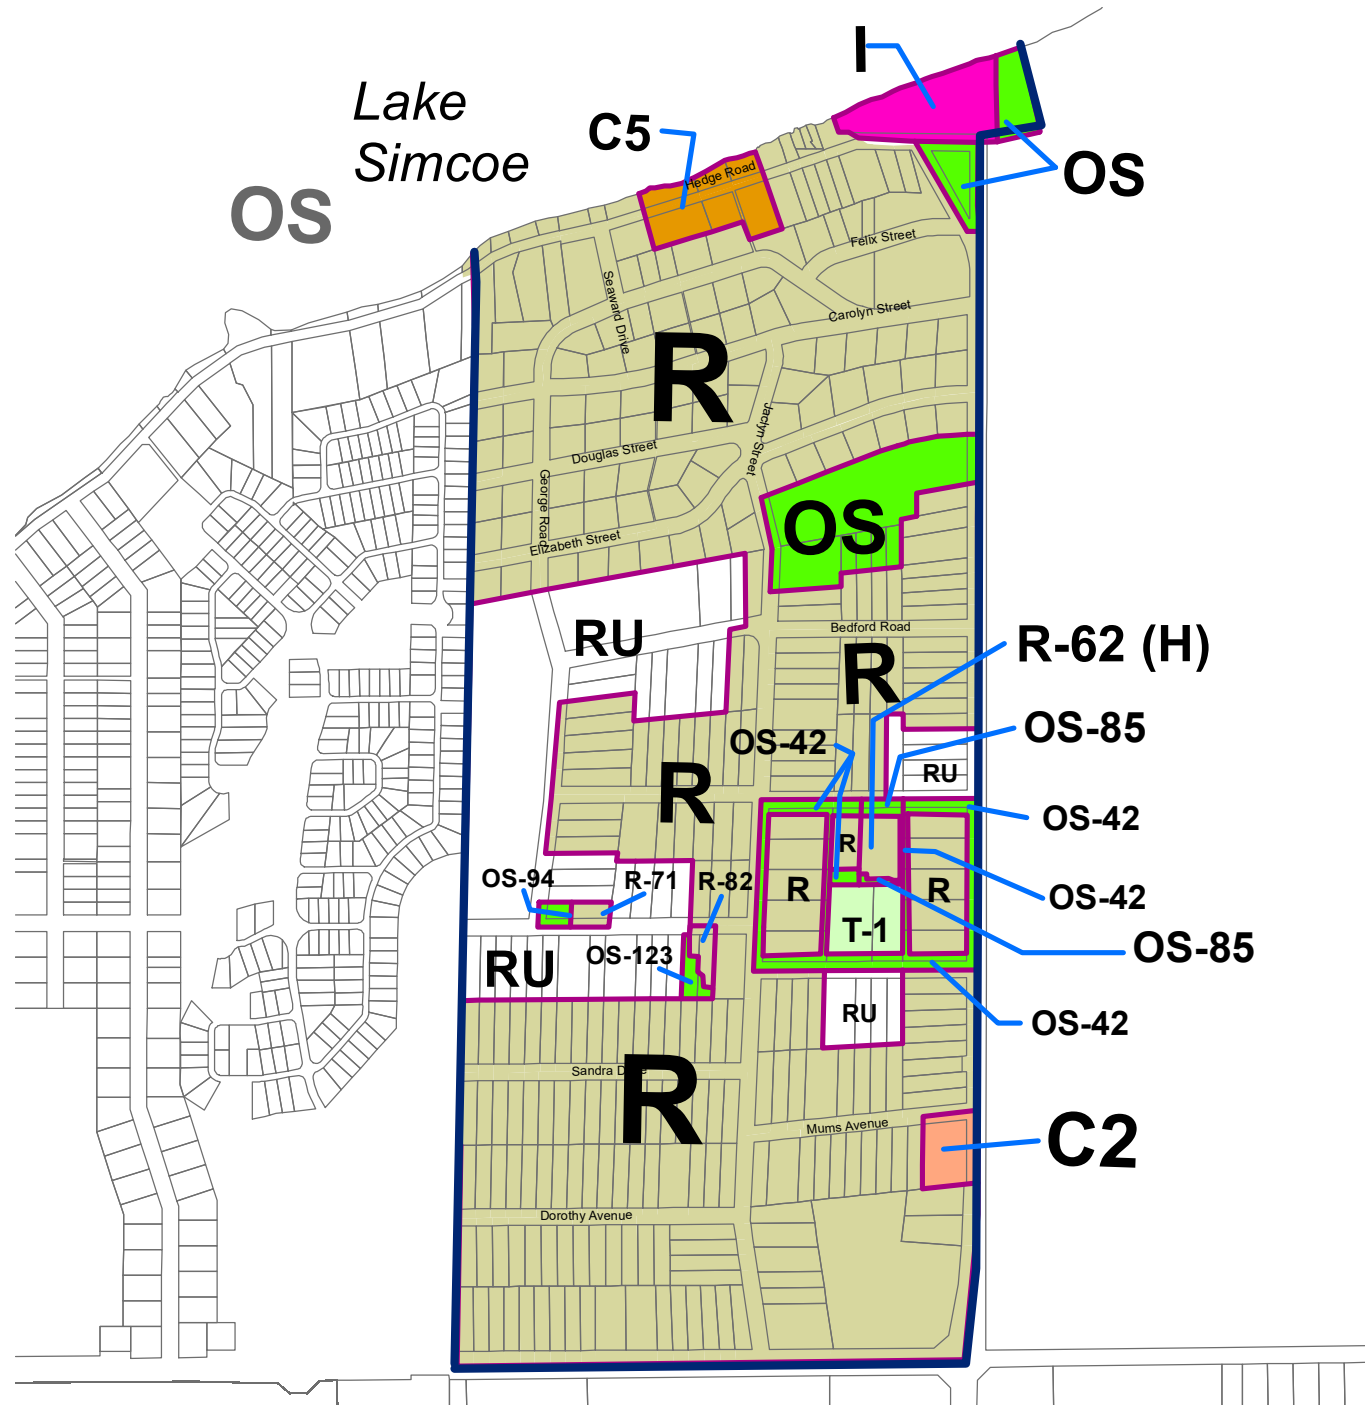 I
Lake
Simcoe
C5
OS
OS
Hedge Road
Felix Street
Seaward Drive
Carolyn Street
R
Jaclyn Street
Douglas Street
George Road
OS
Elizabeth Street
RU
Bedford Road
R-62 (H)
R
OS-42
OS-85
RU
R
OS-42
R
OS-94
R-71
R-82
R
R
OS-42
T-1
OS-85
OS-123
RU
RU
OS-42
Sandra
R
Mums Avenue
C2
Dorothy Avenue